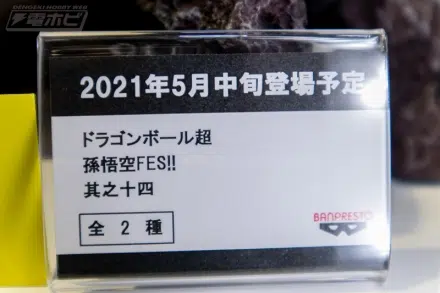 DENGEKI HOBBY WEB
電ホビ
2021年5月中旬登場予定
ドラゴンボール超
孫悟空FES!!
其之十四
全2種
BANPRESTO